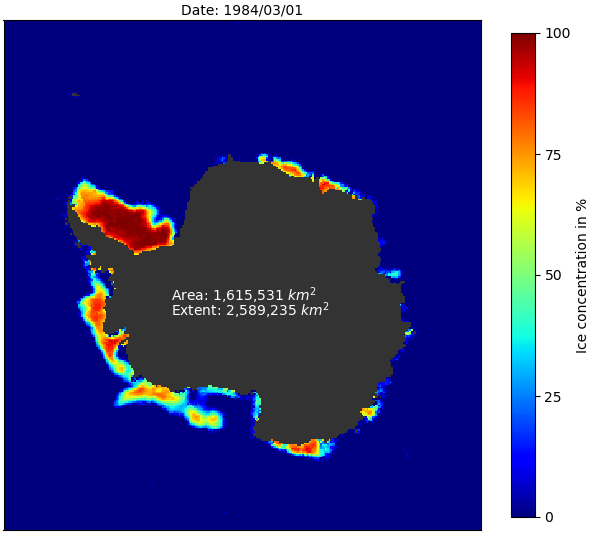 Date: 1984/03/01
100
75
50
25
0
Ice concentration in %
Area: 1,615,531 km²
Extent: 2,589,235 km²